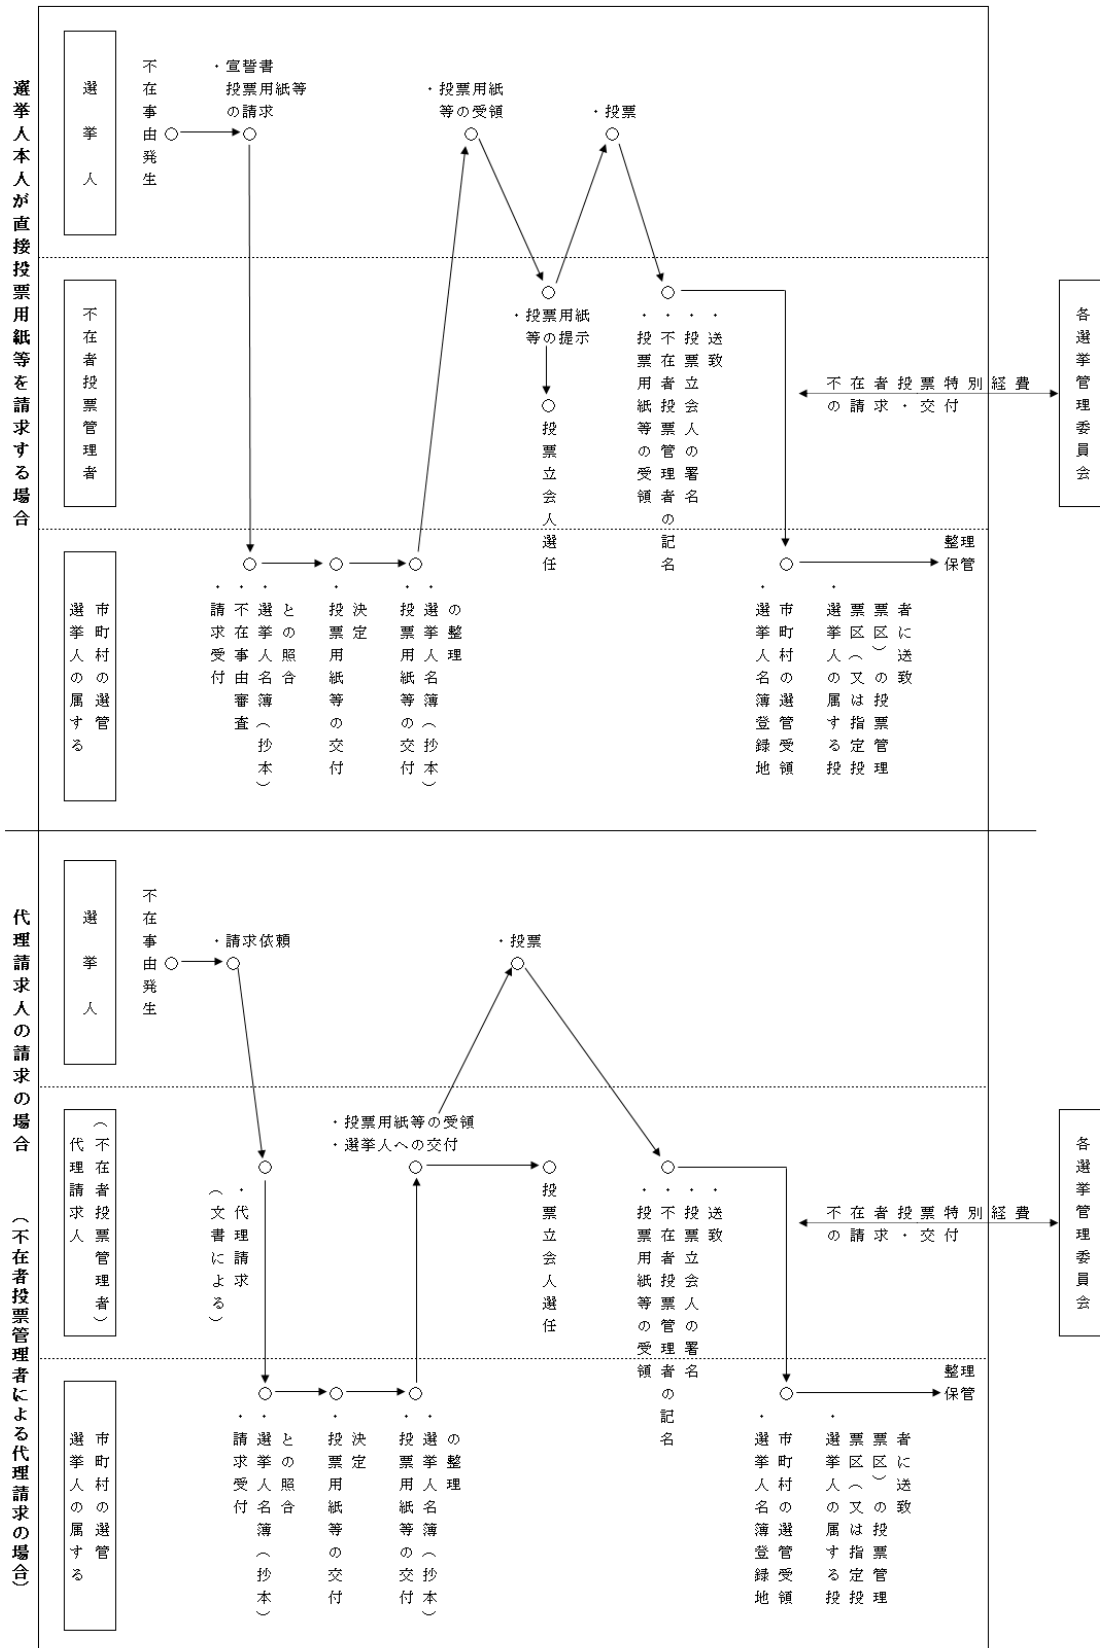 選挙人本人が直接投票用紙等を請求する場合
選挙人
不在事由発生
・宣誓書
投票用紙等
の請求
・投票用紙
等の受領
・投票
不在者投票管理者
・投票用紙
等の提示
投票立会人選任
・送致
・投票立会人の署名
・不在者投票管理者の記名
・投票用紙等の受領
不在者投票特別経費
の請求・交付
各選挙管理委員会
市町村の選管
選挙人の属する
・選挙人名簿(抄本)
との照合
・不在事由審査
・請求受付
・投票用紙等の交付
決定
・選挙人名簿(抄本)
の整理
・投票用紙等の交付
・選挙人名簿登録地
市町村の選管受領
・選挙人の属する投
票区(又は指定投
票区)の投票管理
者に送致
整理
保管
代理請求人の請求の場合
(不在者投票管理者による代理請求の場合)
選挙人
不在事由発生
・請求依頼
・投票
(不在者投票管理者)
代理請求人
・代理請求
(文書による)
・投票用紙等の受領
・選挙人への交付
投票立会人選任
・送致
・投票立会人の署名
・不在者投票管理者の記名
・投票用紙等の受領
不在者投票特別経費
の請求・交付
各選挙管理委員会
市町村の選管
選挙人の属する
・選挙人名簿(抄本)
との照合
・請求受付
・投票用紙等の交付
決定
・選挙人名簿(抄本)
の整理
・投票用紙等の交付
・選挙人名簿登録地
市町村の選管受領
・選挙人の属する投
票区(又は指定投
票区)の投票管理
者に送致
整理
保管